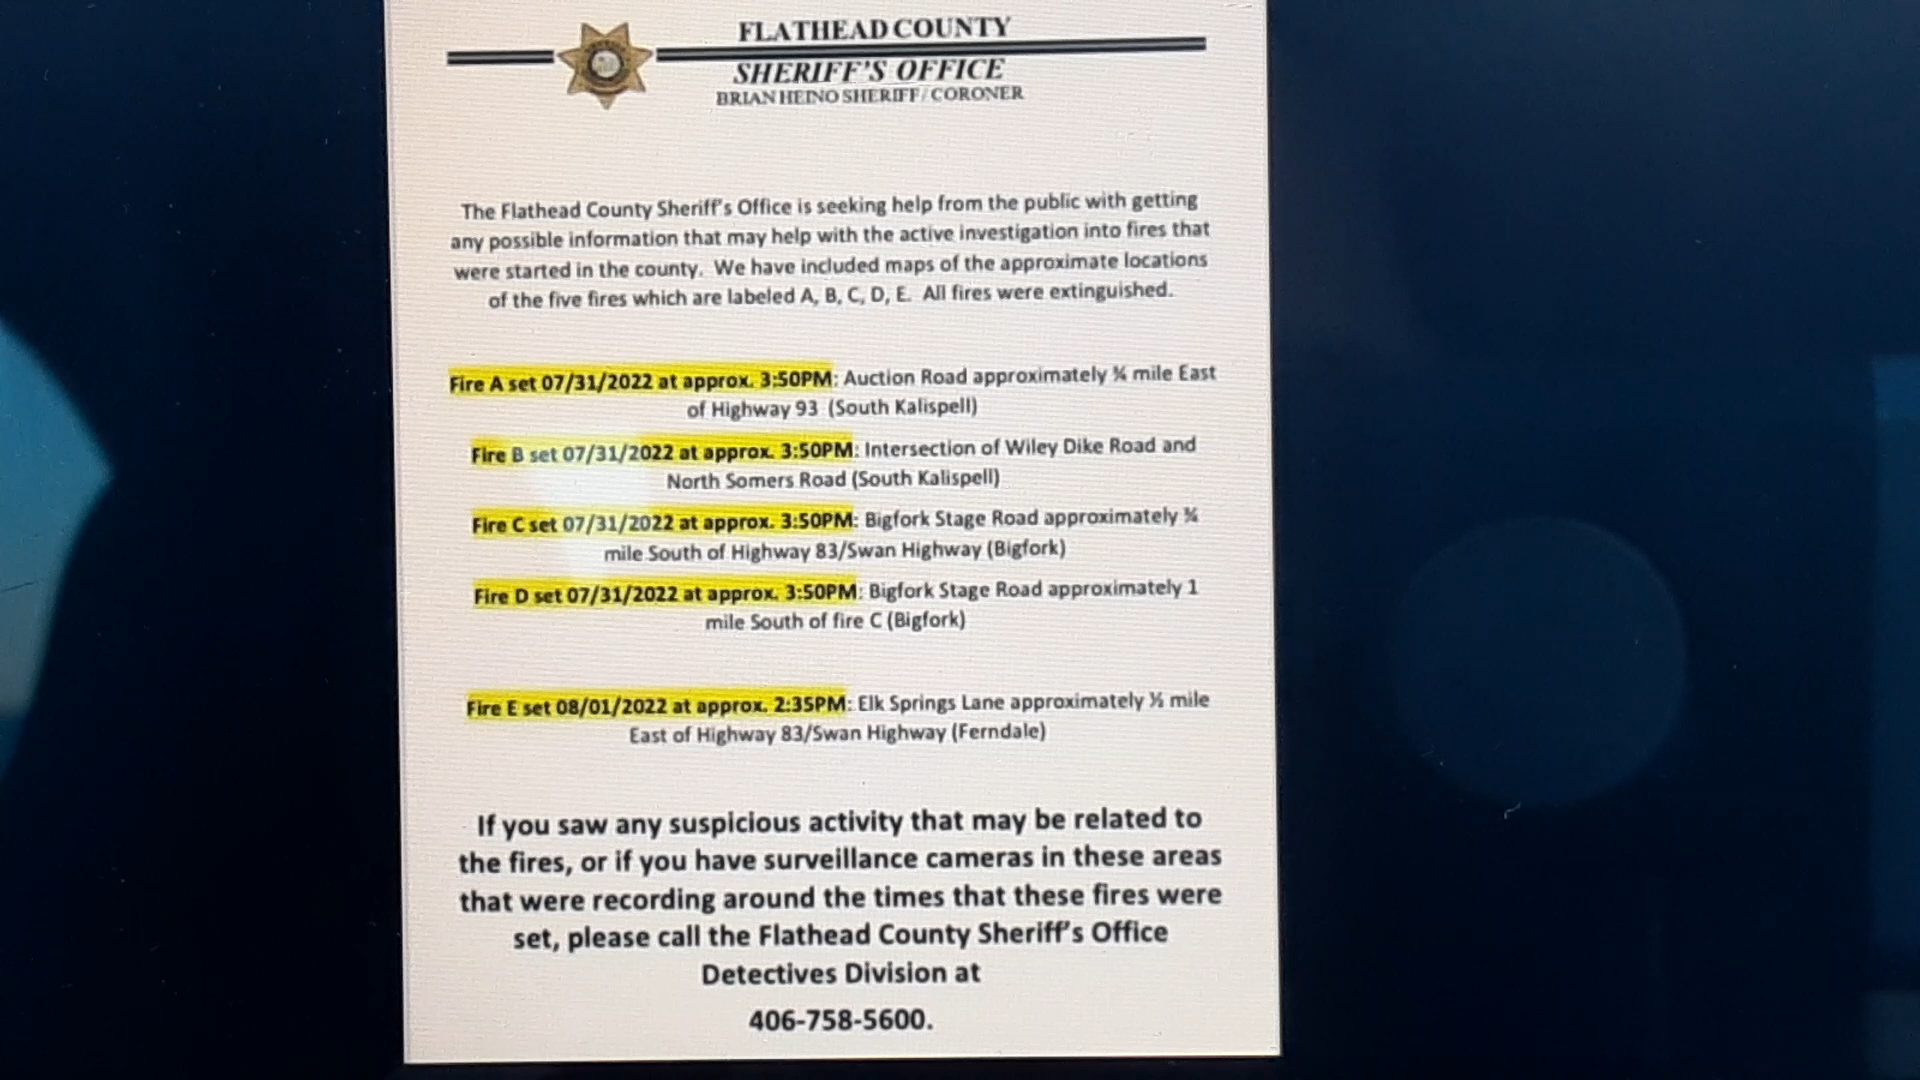 FLATHEAD COUNTY
SHERIFF'S OFFICE
BRIAN HEINO SHERIFF/CORONER
The Flathead County Sheriff's Office is seeking help from the public with getting
any possible information that may help with the active investigation into fires that
were started in the county. We have included maps of the approximate locations
of the five fires which are labeled A, B, C, D, E. All fires were extinguished.
Fire A set 07/31/2022 at approx. 3:50PM: Auction Road approximately ¾ mile East
of Highway 93 (South Kalispell)
Fire B set 07/31/2022 at approx. 3:50PM: Intersection of Wiley Dike Road and
North Somers Road (South Kalispell)
Fire C set 07/31/2022 at approx. 3:50PM: Bigfork Stage Road approximately ¾
mile South of Highway 83/Swan Highway (Bigfork)
Fire D set 07/31/2022 at approx. 3:50PM: Bigfork Stage Road approximately 1
mile South of fire C (Bigfork)
Fire E set 08/01/2022 at approx. 2:35PM: Elk Springs Lane approximately ½ mile
East of Highway 83/Swan Highway (Ferndale)
If you saw any suspicious activity that may be related to
the fires, or if you have surveillance cameras in these areas
that were recording around the times that these fires were
set, please call the Flathead County Sheriff's Office
Detectives Division at
406-758-5600.